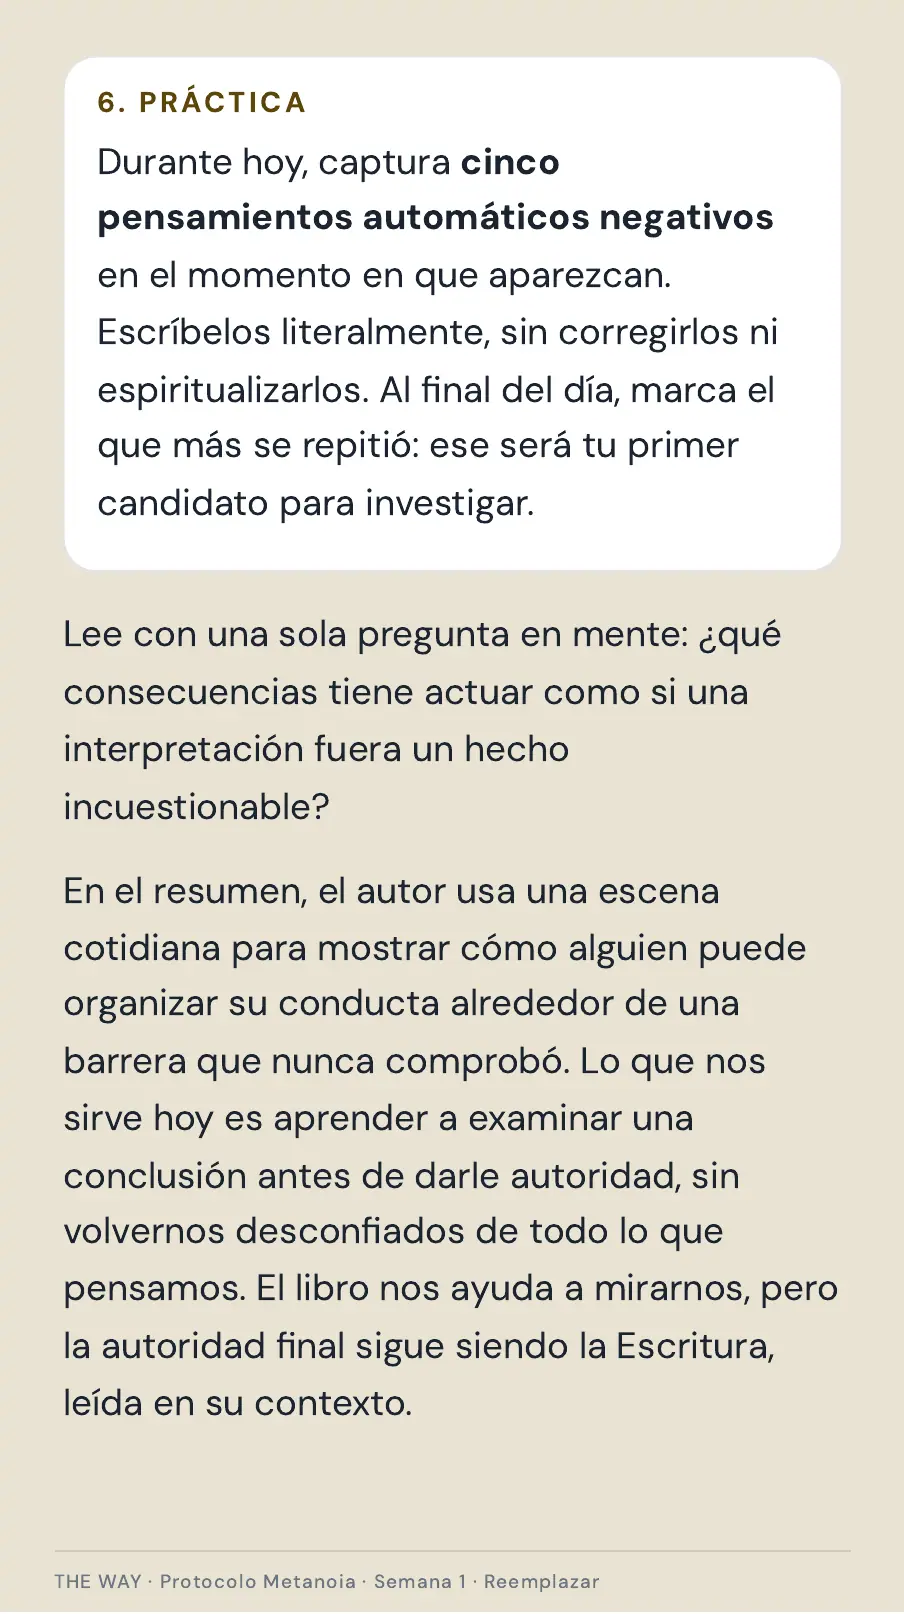 6. PRÁCTICA
Durante hoy, captura cinco
pensamientos automáticos negativos
en el momento en que aparezcan.
Escríbelos literalmente, sin corregirlos ni
espiritualizarlos. Al final del día, marca el
que más se repitió: ese será tu primer
candidato para investigar.
Lee con una sola pregunta en mente: ¿qué
consecuencias tiene actuar como si una
interpretación fuera un hecho
incuestionable?
En el resumen, el autor usa una escena
cotidiana para mostrar cómo alguien puede
organizar su conducta alrededor de una
barrera que nunca comprobó. Lo que nos
sirve hoy es aprender a examinar una
conclusión antes de darle autoridad, sin
volvernos desconfiados de todo lo que
pensamos. El libro nos ayuda a mirarnos, pero
la autoridad final sigue siendo la Escritura,
leída en su contexto.
THE WAY · Protocolo Metanoia · Semana 1 · Reemplazar